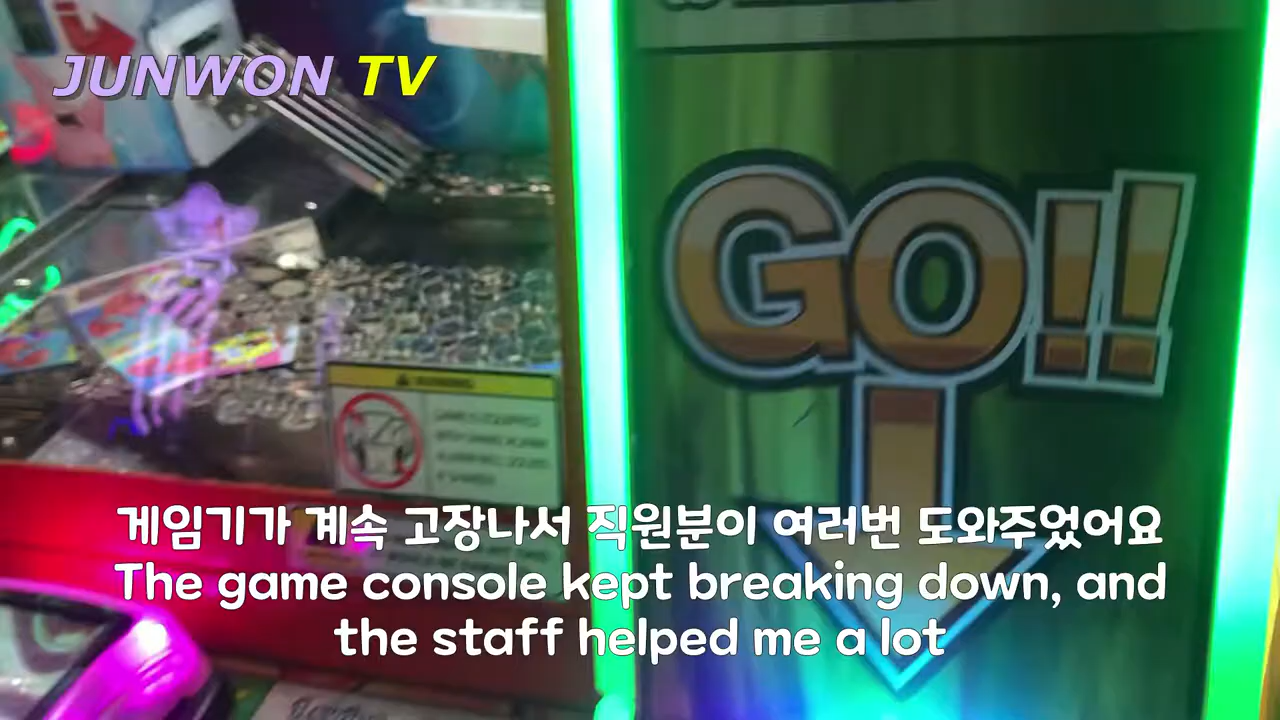 JUNWON TV
GO!!
WARNING
게임기가 계속 고장나서 직원분이 여러번 도와주었어요
The game console kept breaking down, and
the staff helped me a lot